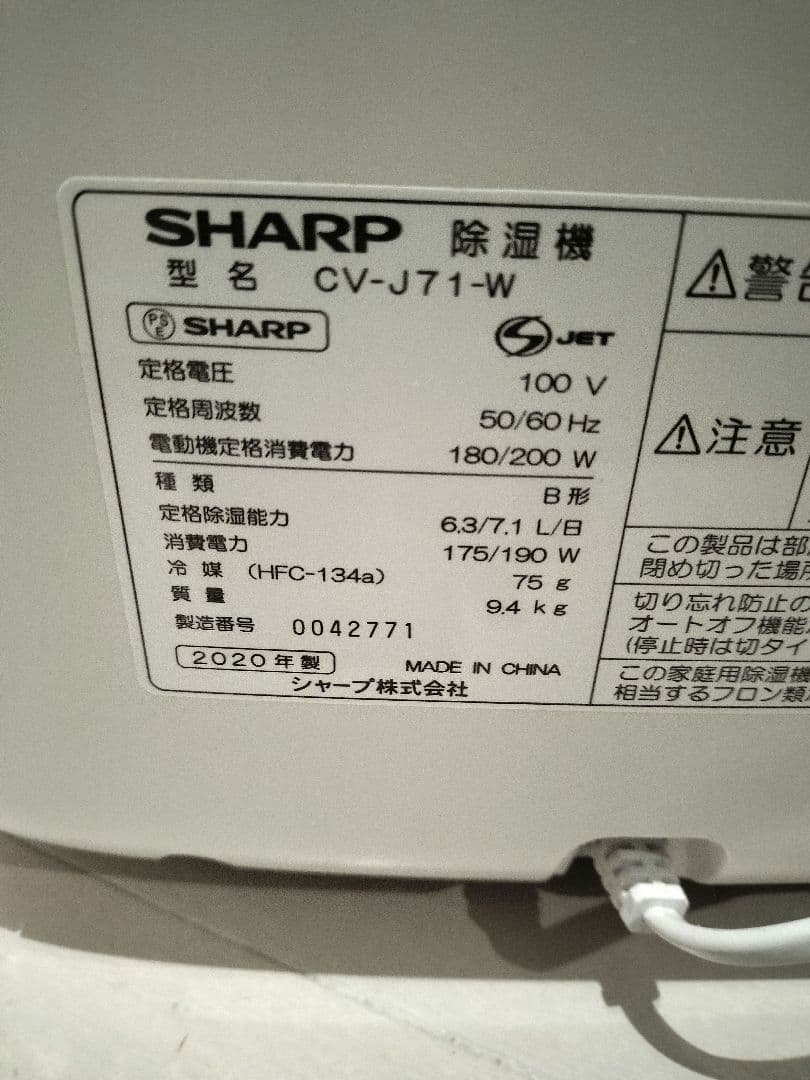 SHARP 除湿機
型名 CV-J71-W
PSE SHARP
S JET
定格電圧 100 V
定格周波数 50/60 Hz
電動機定格消費電力 180/200 W
種類 B形
定格除湿能力 6.3/7.1 L/日
消費電力 175/190 W
冷媒 (HFC-134a) 75 g
質量 9.4 kg
製造番号 0042771
2020年製 MADE IN CHINA
シャープ株式会社
⚠警告
⚠注意
この製品は部
閉め切った場所
切り忘れ防止の
オートオフ機能
(停止時は切タイ
この家庭用除湿機
相当するフロン類